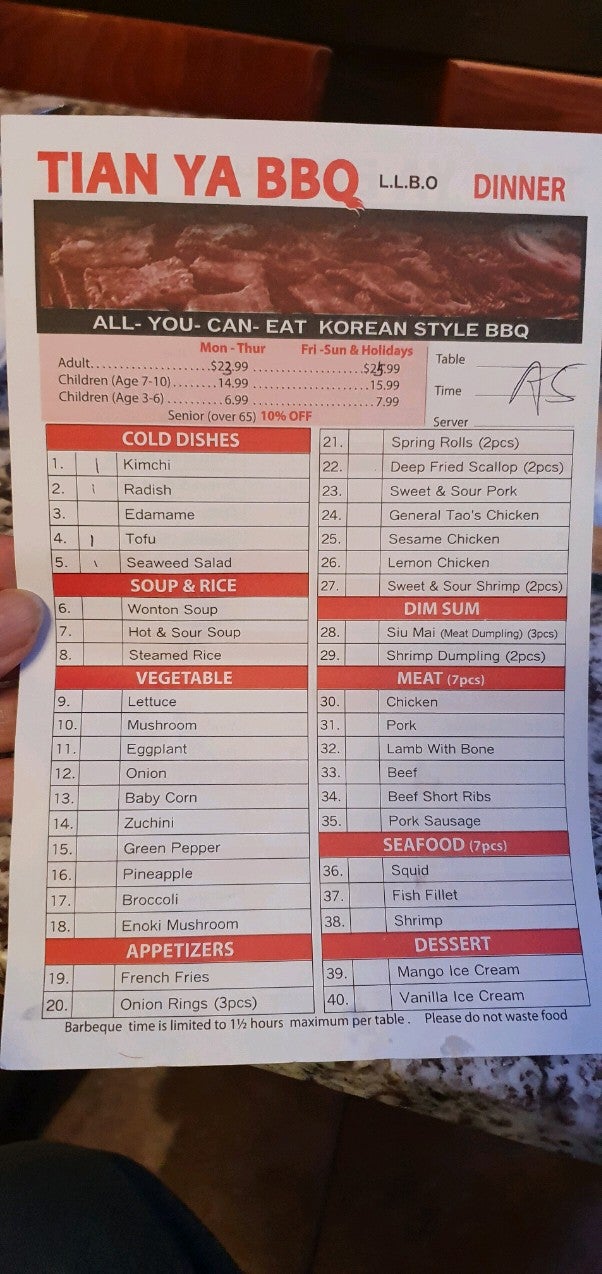 TIAN YA BBQ L.L.B.O DINNER
ALL- YOU- CAN- EAT KOREAN STYLE BBQ
Mon - Thur Fri -Sun & Holidays
Adult....................$23.99....................$25.99
Children (Age 7-10)........14.99....................15.99
Children (Age 3-6)..........6.99......................7.99
Senior (over 65) 10% OFF
Table
Time
Server
COLD DISHES
1. Kimchi
2. Radish
3. Edamame
4. Tofu
5. Seaweed Salad
SOUP & RICE
6. Wonton Soup
7. Hot & Sour Soup
8. Steamed Rice
VEGETABLE
9. Lettuce
10. Mushroom
11. Eggplant
12. Onion
13. Baby Corn
14. Zuchini
15. Green Pepper
16. Pineapple
17. Broccoli
18. Enoki Mushroom
APPETIZERS
19. French Fries
20. Onion Rings (3pcs)
21. Spring Rolls (2pcs)
22. Deep Fried Scallop (2pcs)
23. Sweet & Sour Pork
24. General Tao's Chicken
25. Sesame Chicken
26. Lemon Chicken
27. Sweet & Sour Shrimp (2pcs)
DIM SUM
28. Siu Mai (Meat Dumpling) (3pcs)
29. Shrimp Dumpling (2pcs)
MEAT (7pcs)
30. Chicken
31. Pork
32. Lamb With Bone
33. Beef
34. Beef Short Ribs
35. Pork Sausage
SEAFOOD (7pcs)
36. Squid
37. Fish Fillet
38. Shrimp
DESSERT
39. Mango Ice Cream
40. Vanilla Ice Cream
Barbeque time is limited to 1½ hours maximum per table . Please do not waste food